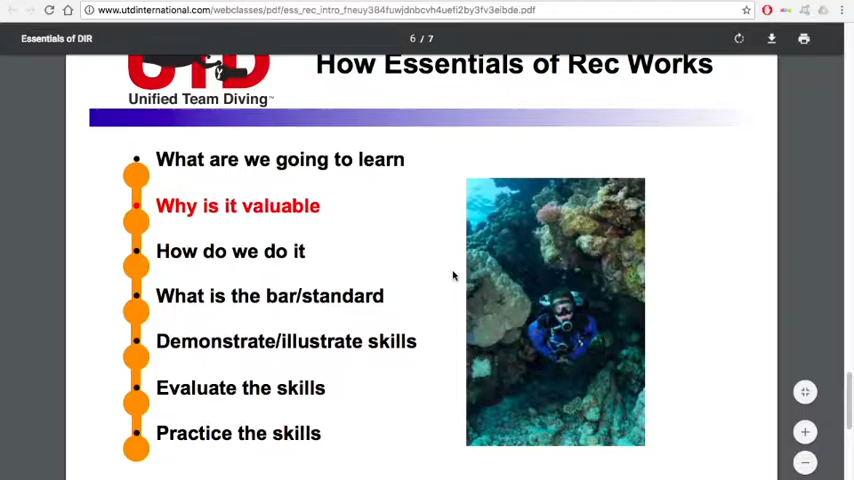 www.utdinternational.com/webclasses/pdf/ess_rec_intro_fneuy384fuwjdnbcvh4uefi2by3fv3eibde.pdf
Essentials of DIR
6 / 7
UTD
How Essentials of Rec Works
Unified Team Diving™
• What are we going to learn
• Why is it valuable
• How do we do it
• What is the bar/standard
• Demonstrate/illustrate skills
• Evaluate the skills
• Practice the skills